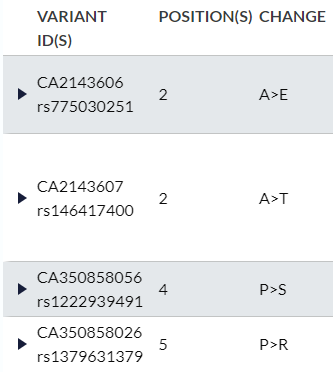 VARIANT POSITION(S) CHANGE
ID(S)
CA2143606
rs775030251 2 A>E
CA2143607
rs146417400 2 A>T
CA350858056
rs1222939491 4 P>S
CA350858026
rs1379631379 5 P>R